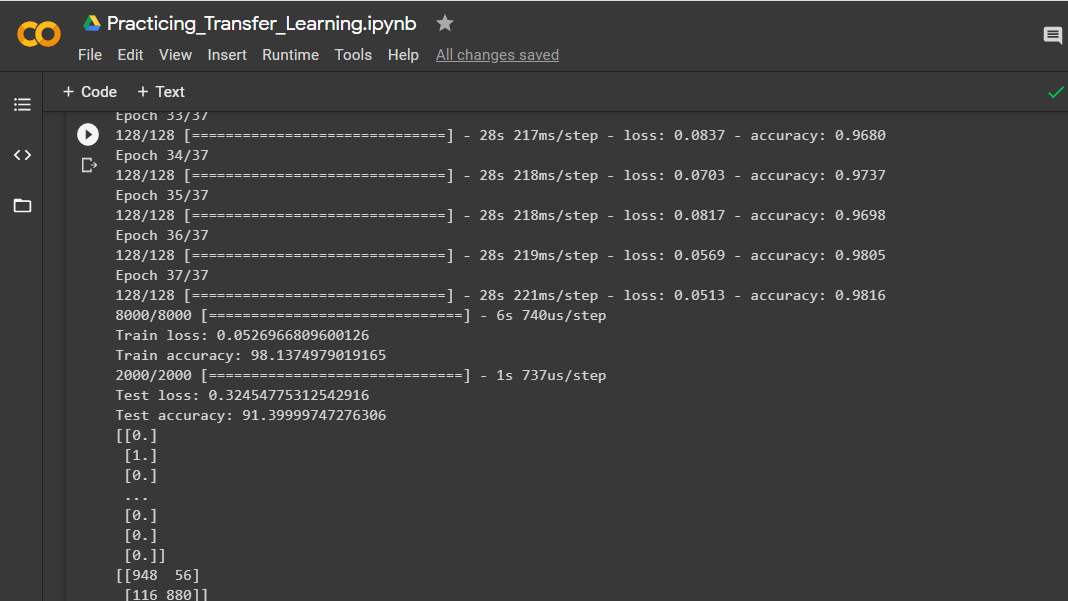 Practicing_Transfer_Learning.ipynb
File Edit View Insert Runtime Tools Help All changes saved
+ Code + Text
Epoch 33/37
128/128 [==============================] - 28s 217ms/step - loss: 0.0837 - accuracy: 0.9680
Epoch 34/37
128/128 [==============================] - 28s 218ms/step - loss: 0.0703 - accuracy: 0.9737
Epoch 35/37
128/128 [==============================] - 28s 218ms/step - loss: 0.0817 - accuracy: 0.9698
Epoch 36/37
128/128 [==============================] - 28s 219ms/step - loss: 0.0569 - accuracy: 0.9805
Epoch 37/37
128/128 [==============================] - 28s 221ms/step - loss: 0.0513 - accuracy: 0.9816
8000/8000 [==============================] - 6s 740us/step
Train loss: 0.0526966809600126
Train accuracy: 98.1374979019165
2000/2000 [==============================] - 1s 737us/step
Test loss: 0.32454775312542916
Test accuracy: 91.39999747276306
[[0.]
[1.]
[0.]
...
[0.]
[0.]
[0.]]
[[948  56]
[116 880]]